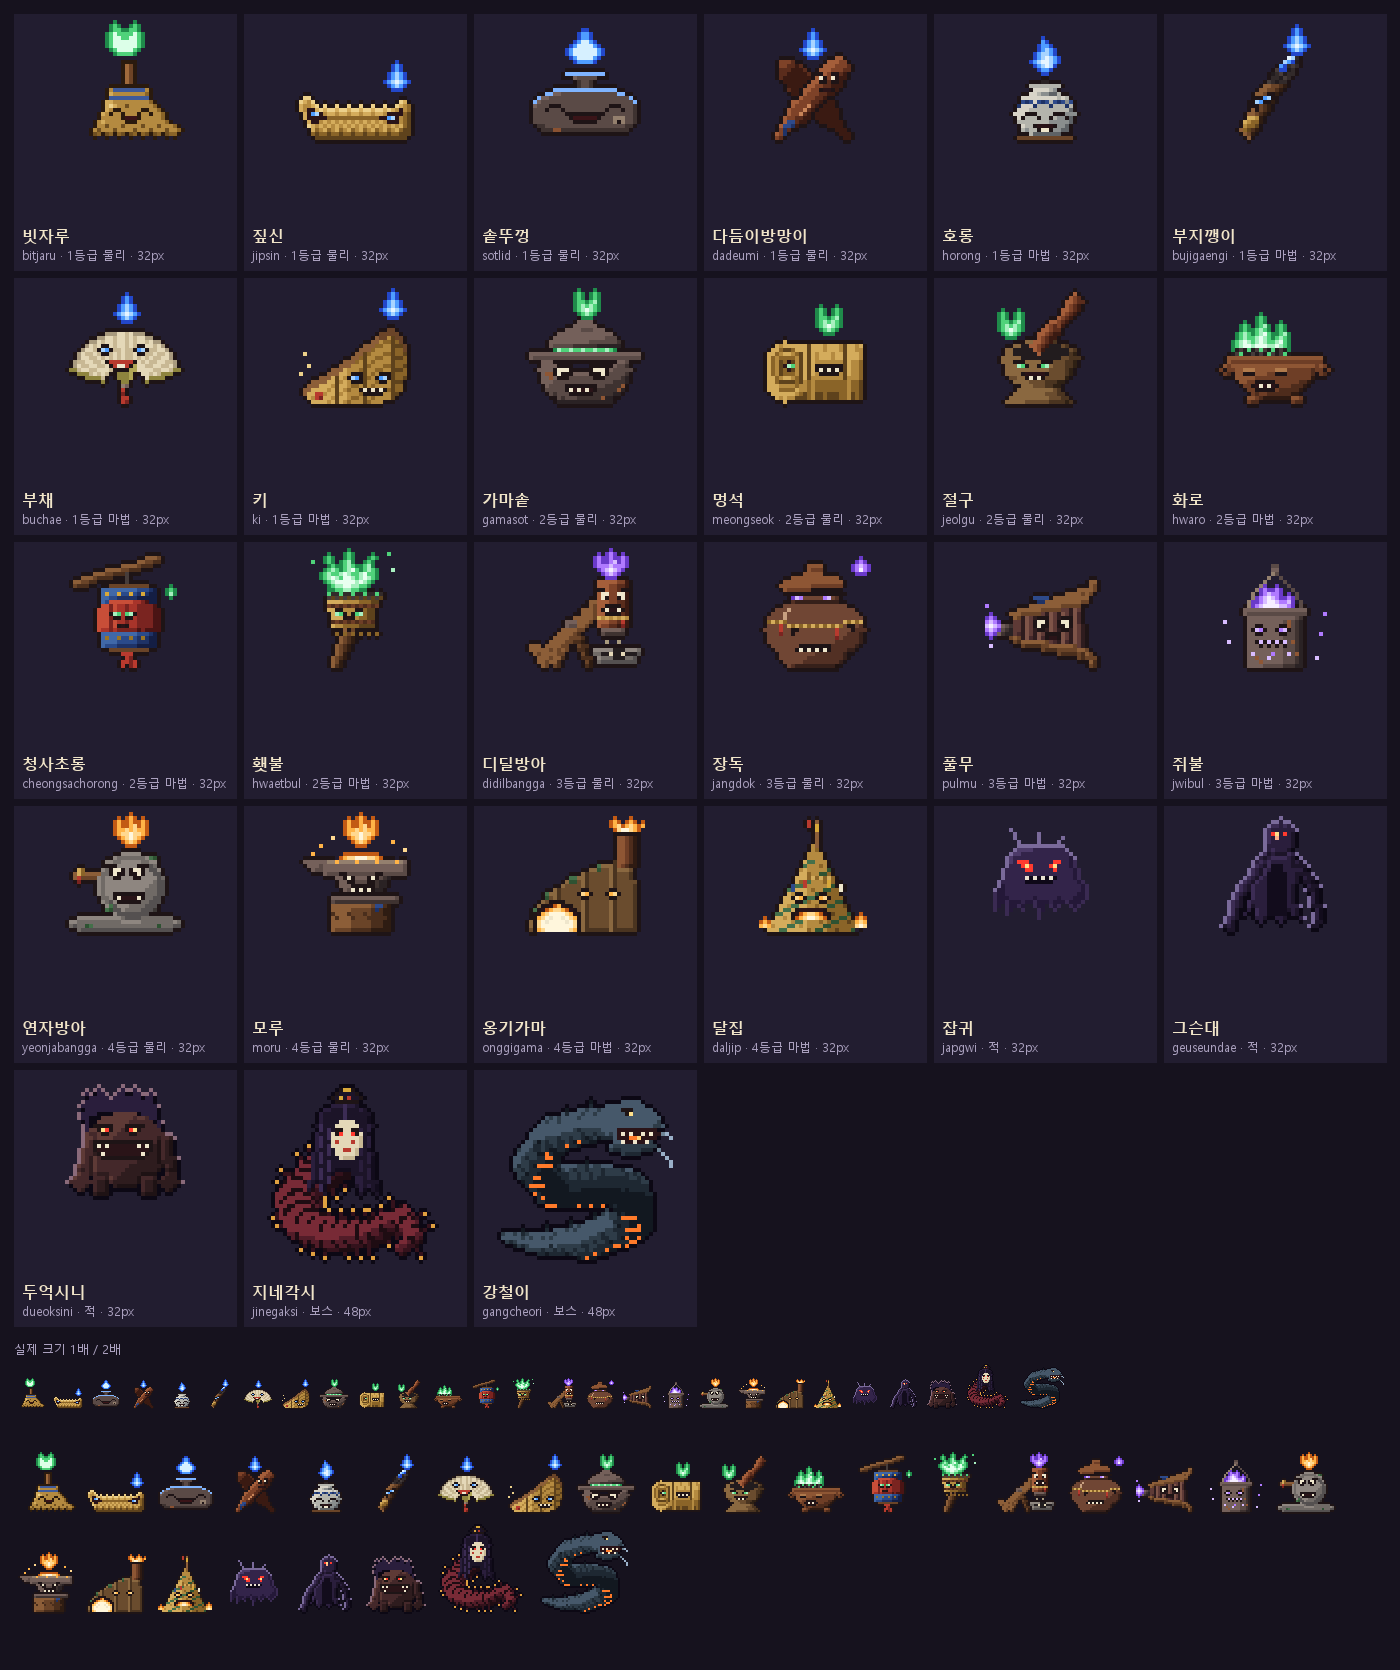 빗자루
bitjaru · 1등급 물리 · 32px
짚신
jipsin · 1등급 물리 · 32px
솥뚜껑
sotlid · 1등급 물리 · 32px
다듬이방망이
dadeumi · 1등급 물리 · 32px
호롱
horong · 1등급 마법 · 32px
부지깽이
bujigaengi · 1등급 마법 · 32px
부채
buchae · 1등급 마법 · 32px
키
ki · 1등급 마법 · 32px
가마솥
gamasot · 2등급 물리 · 32px
멍석
meongseok · 2등급 물리 · 32px
절구
jeolgu · 2등급 물리 · 32px
화로
hwaro · 2등급 마법 · 32px
청사초롱
cheongsachorong · 2등급 마법 · 32px
횃불
hwaetbul · 2등급 마법 · 32px
디딜방아
didilbangga · 3등급 물리 · 32px
장독
jangdok · 3등급 물리 · 32px
풀무
pulmu · 3등급 마법 · 32px
쥐불
jwibul · 3등급 마법 · 32px
연자방아
yeonjabangga · 4등급 물리 · 32px
모루
moru · 4등급 물리 · 32px
옹기가마
onggigama · 4등급 마법 · 32px
달집
daljip · 4등급 마법 · 32px
잡귀
japgwi · 적 · 32px
그슨대
geuseundae · 적 · 32px
두억시니
dueoksini · 적 · 32px
지네각시
jinegaksi · 보스 · 48px
강철이
gangcheori · 보스 · 48px
실제 크기 1배 / 2배